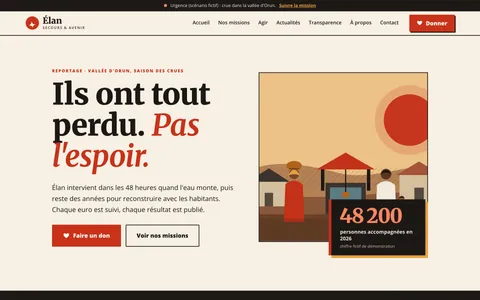 Urgence (scénario fictif) : crue dans la vallée d'Orun. Suivre la mission
Élan
SECOURS & AVENIR
Accueil
Nos missions
Agir
Actualités
Transparence
À propos
Contact
Donner
REPORTAGE · VALLÉE D'ORUN, SAISON DES CRUES
Ils ont tout
perdu. Pas
l'espoir.
Élan intervient dans les 48 heures quand l'eau monte, puis
reste des années pour reconstruire avec les habitants.
Chaque euro est suivi, chaque résultat est publié.
Faire un don
Voir nos missions
48 200
personnes accompagnées en
2026
chiffre fictif de démonstration